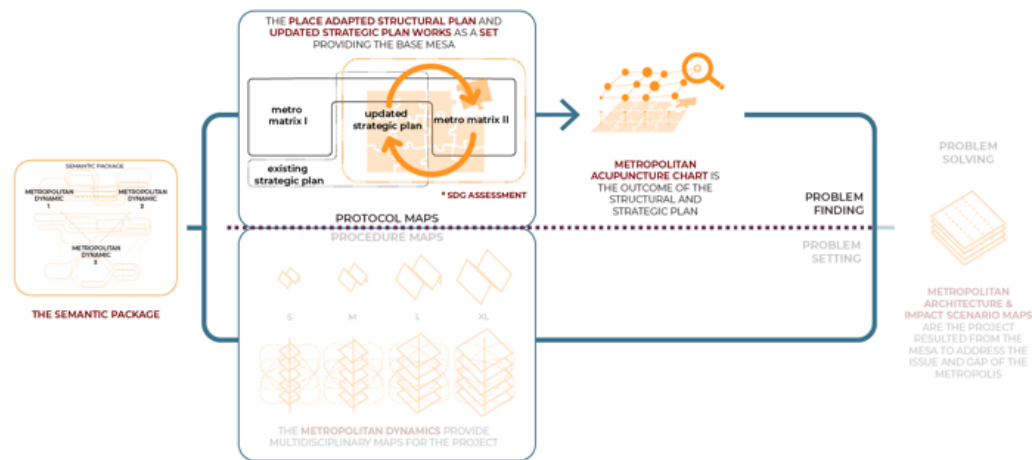 THE PLACE ADAPTED STRUCTURAL PLAN AND
UPDATED STRATEGIC PLAN WORKS AS A SET
PROVIDING THE BASE MESA
metro
matrix I
updated
strategic plan
metro matrix II
existing
strategic plan
* SDG ASSESSMENT
PROTOCOL MAPS
PROCEDURE MAPS
S
M
L
XL
THE METROPOLITAN DYNAMICS PROVIDE
MULTIDISCIPLINARY MAPS FOR THE PROJECT
SEMANTIC PACKAGE
METROPOLITAN
DYNAMIC
1
METROPOLITAN
DYNAMIC
2
METROPOLITAN
DYNAMIC
3
THE SEMANTIC PACKAGE
METROPOLITAN
ACUPUNCTURE CHART IS
THE OUTCOME OF THE
STRUCTURAL AND
STRATEGIC PLAN
PROBLEM
FINDING
PROBLEM
SETTING
PROBLEM
SOLVING
METROPOLITAN
ARCHITECTURE &
IMPACT SCENARIO MAPS
ARE THE PROJECT
RESULTED FROM THE
MESA TO ADDRESS THE
ISSUE AND GAP OF THE
METROPOLIS